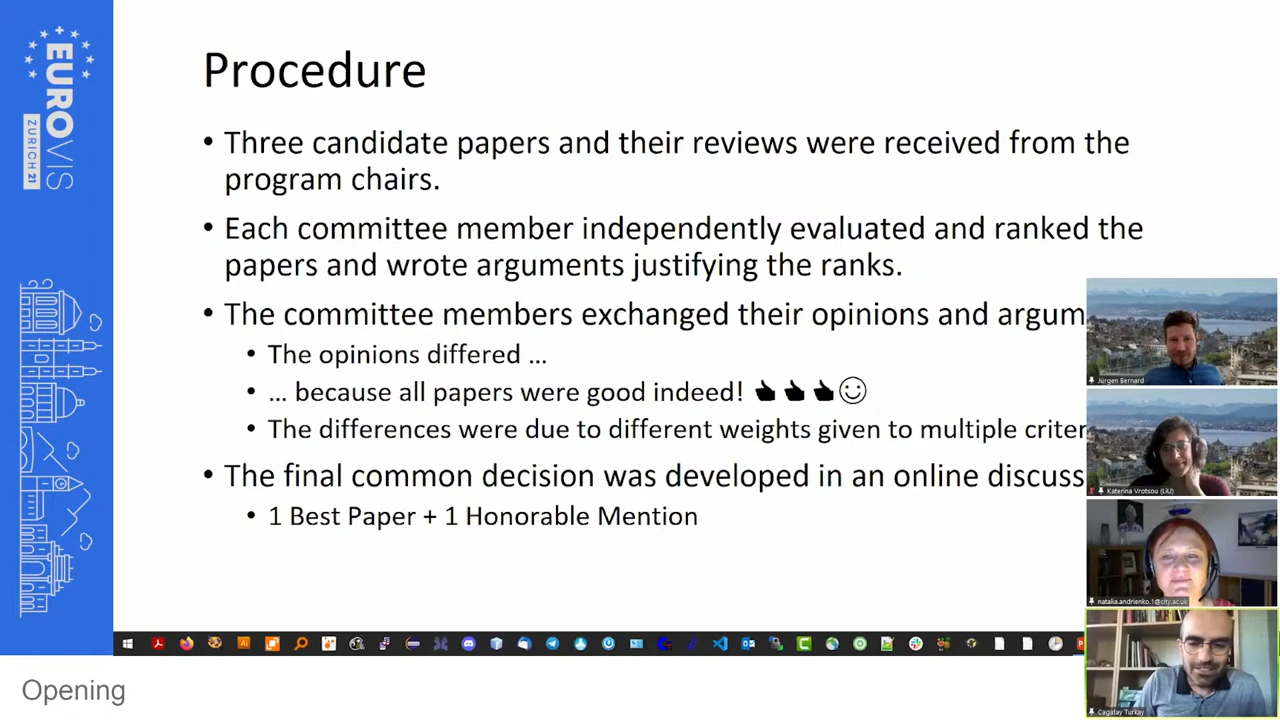 EUROVIS
ZURICH 21
Procedure
• Three candidate papers and their reviews were received from the
program chairs.
• Each committee member independently evaluated and ranked the
papers and wrote arguments justifying the ranks.
• The committee members exchanged their opinions and argum
• The opinions differed …
• … because all papers were good indeed!
• The differences were due to different weights given to multiple criter
• The final common decision was developed in an online discuss
• 1 Best Paper + 1 Honorable Mention
Jürgen Bernard
Katerina Vrotsou (LiU)
natalia.andrienko.1@city.ac.uk
Cagatay Turkay
Opening